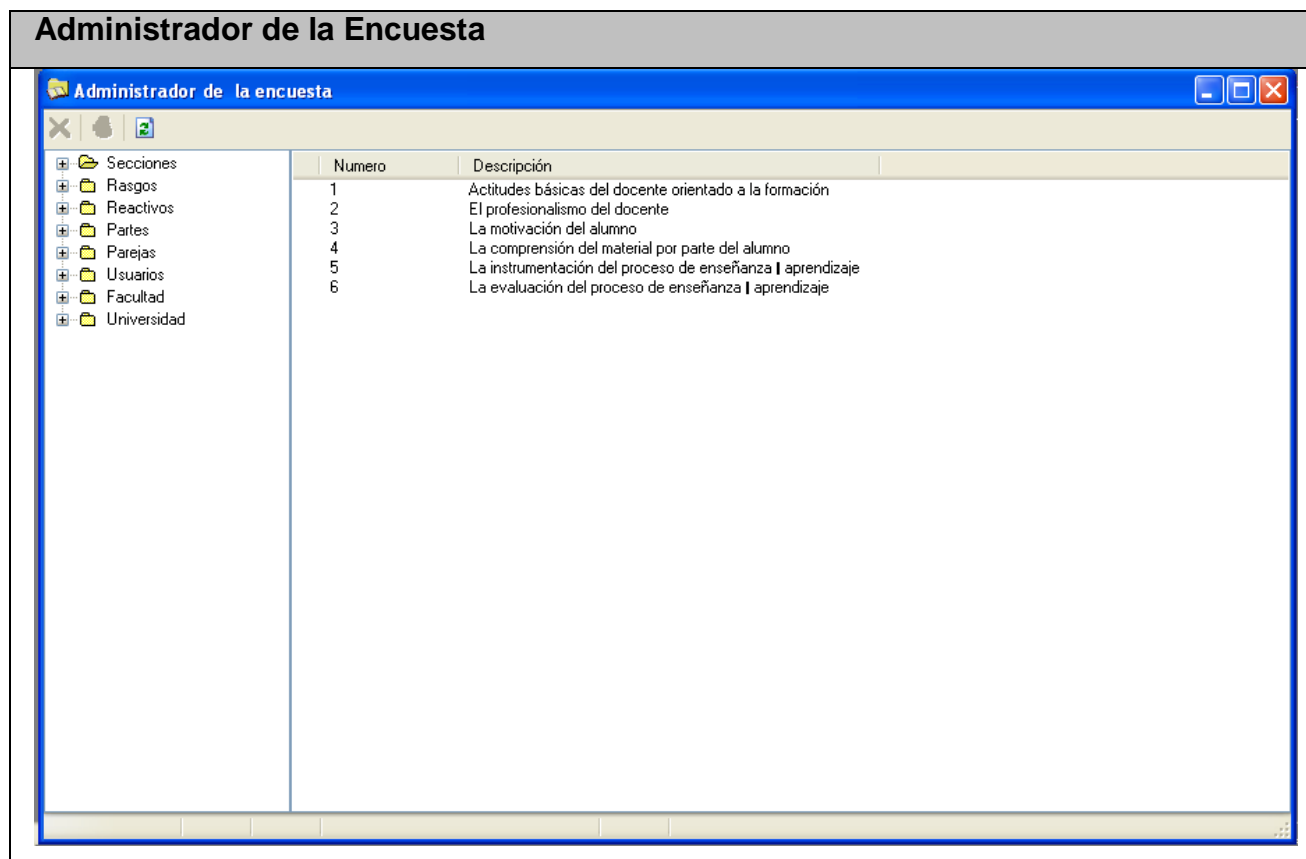 Administrador de la Encuesta
Administrador de la encuesta
Secciones
Rasgos
Reactivos
Partes
Parejas
Usuarios
Facultad
Universidad
Numero Descripción
1 Actitudes básicas del docente orientado a la formación
2 El profesionalismo del docente
3 La motivación del alumno
4 La comprensión del material por parte del alumno
5 La instrumentación del proceso de enseñanza | aprendizaje
6 La evaluación del proceso de enseñanza | aprendizaje